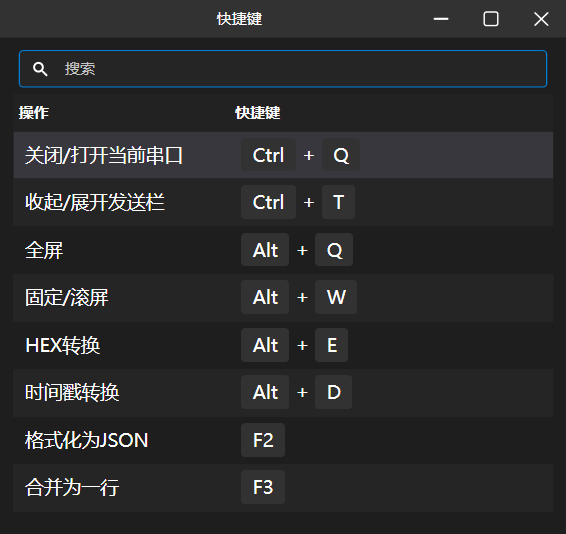 快捷键
搜索
操作 快捷键
关闭/打开当前串口 Ctrl + Q
收起/展开发送栏 Ctrl + T
全屏 Alt + Q
固定/滚屏 Alt + W
HEX转换 Alt + E
时间戳转换 Alt + D
格式化为JSON F2
合并为一行 F3